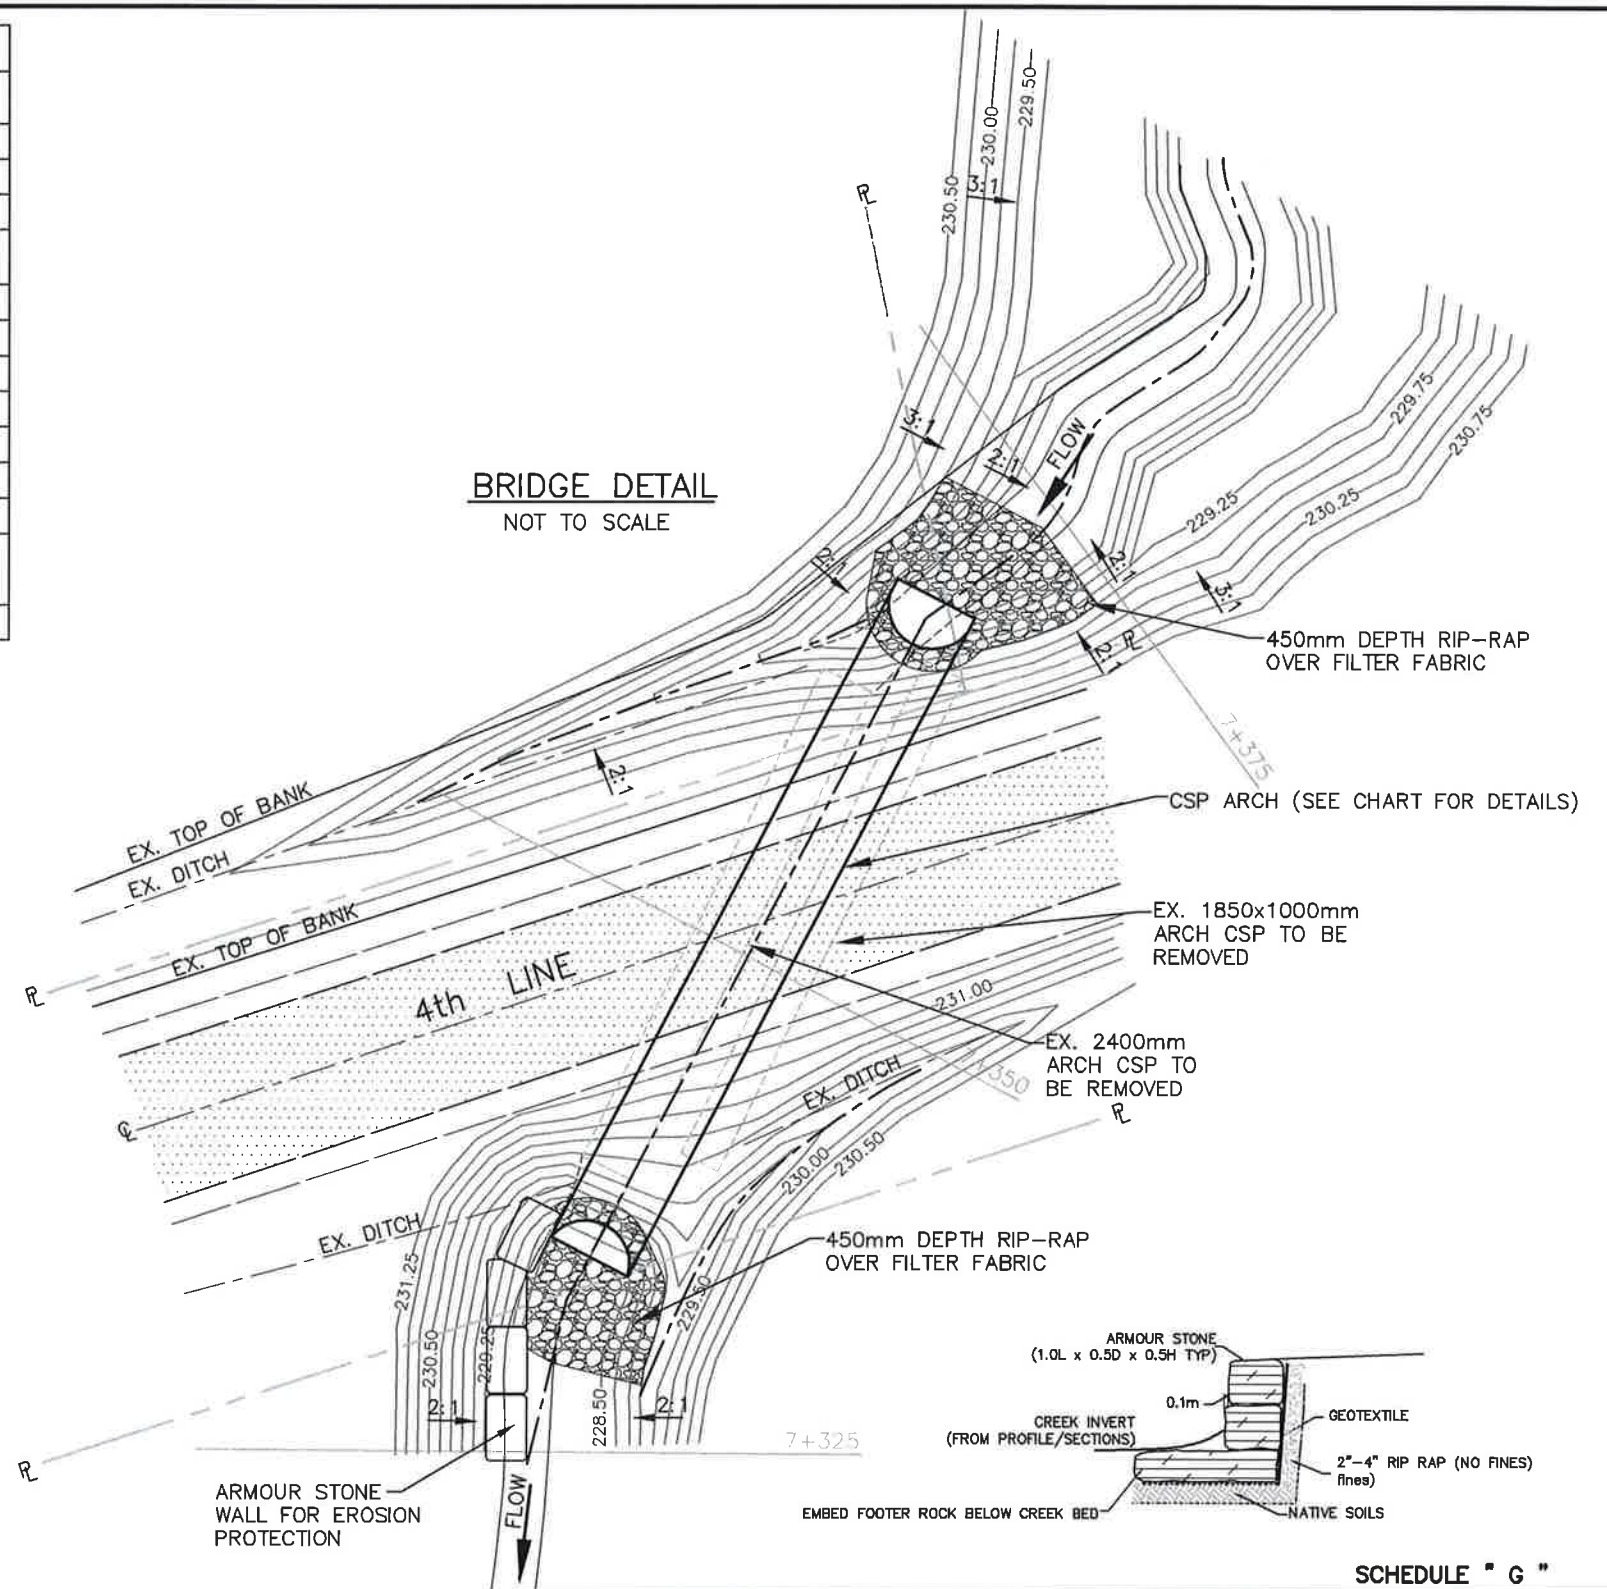 BRIDGE DETAIL
NOT TO SCALE
230.50
230.00
229.50
3:1
℄
3:1
2:1
FLOW
229.75
230.75
229.25
230.25
2:1
2:1
3:1
2:1
450mm DEPTH RIP-RAP
OVER FILTER FABRIC
7+375
2:1
CSP ARCH (SEE CHART FOR DETAILS)
EX. TOP OF BANK
EX. DITCH
EX. TOP OF BANK
EX. 1850x1000mm
ARCH CSP TO BE
REMOVED
4th LINE
231.00
EX. 2400mm
ARCH CSP TO
BE REMOVED
EX. DITCH
230.00
230.50
EX. DITCH
450mm DEPTH RIP-RAP
OVER FILTER FABRIC
231.25
230.50
229.25
229.50
228.50
2:1
2:1
7+325
ARMOUR STONE
WALL FOR EROSION
PROTECTION
FLOW
ARMOUR STONE
(1.0L x 0.5D x 0.5H TYP)
0.1m
CREEK INVERT
(FROM PROFILE/SECTIONS)
GEOTEXTILE
2"-4" RIP RAP (NO FINES)
fines)
EMBED FOOTER ROCK BELOW CREEK BED
NATIVE SOILS
SCHEDULE " G "